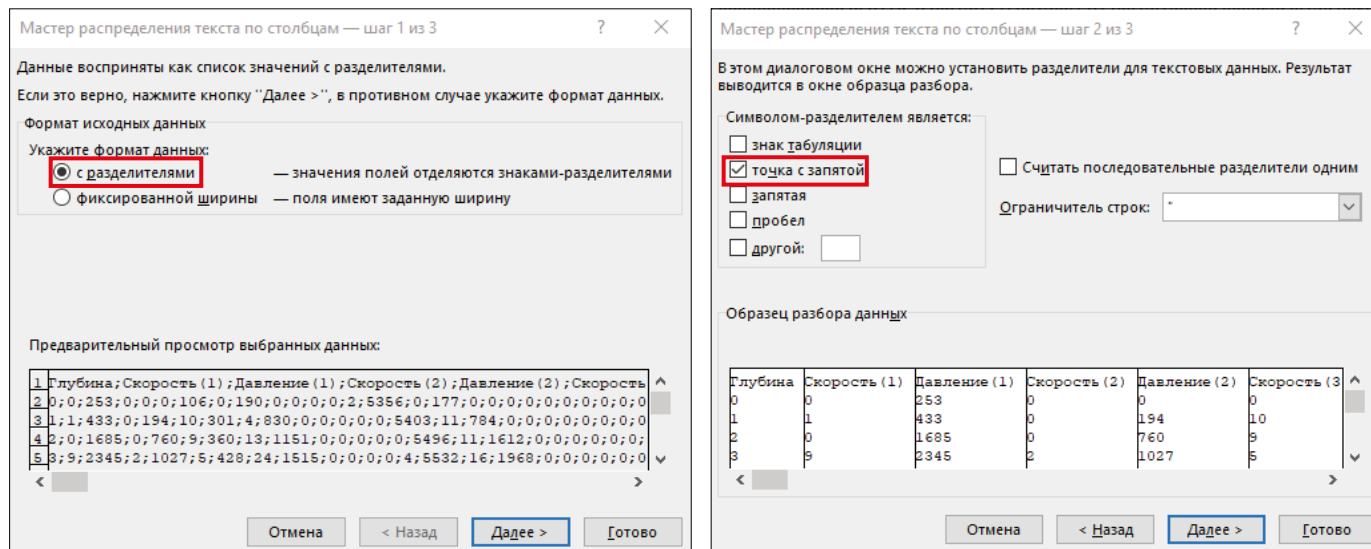 Мастер распределения текста по столбцам — шаг 1 из 3
Данные восприняты как список значений с разделителями.
Если это верно, нажмите кнопку "Далее >", в противном случае укажите формат данных.
Формат исходных данных
Укажите формат данных:
с разделителями — значения полей отделяются знаками-разделителями
фиксированной ширины — поля имеют заданную ширину
Предварительный просмотр выбранных данных:
1 Глубина;Скорость(1);Давление(1);Скорость(2);Давление(2);Скорость
2 0;0;253;0;0;0;106;0;190;0;0;0;0;2;5356;0;177;0;0;0;0;0;0;0;0;0;0
3 1;1;433;0;194;10;301;4;830;0;0;0;0;0;5403;11;784;0;0;0;0;0;0;0;0
4 2;0;1685;0;760;9;360;13;1151;0;0;0;0;0;5496;11;1612;0;0;0;0;0;0;
5 3;9;2345;2;1027;5;428;24;1515;0;0;0;0;4;5532;16;1968;0;0;0;0;0;0
Отмена < Назад Далее > Готово
Мастер распределения текста по столбцам — шаг 2 из 3
В этом диалоговом окне можно установить разделители для текстовых данных. Результат
выводится в окне образца разбора.
Символом-разделителем является:
знак табуляции
точка с запятой
запятая
пробел
другой:
Считать последовательные разделители одним
Ограничитель строк: "
Образец разбора данных
Глубина Скорость(1) Давление(1) Скорость(2) Давление(2) Скорость(3
0 0 253 0 0 0
1 1 433 0 194 10
2 0 1685 0 760 9
3 9 2345 2 1027 5
Отмена < Назад Далее > Готово